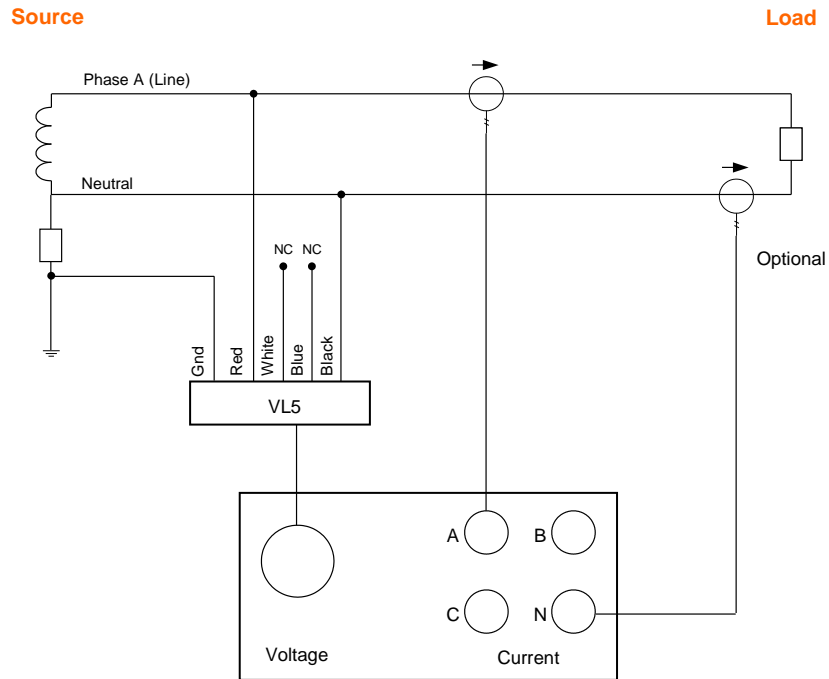 Source
Load
Phase A (Line)
Neutral
NC NC
Optional
Gnd
Red
White
Blue
Black
VL5
A
B
C
N
Voltage
Current